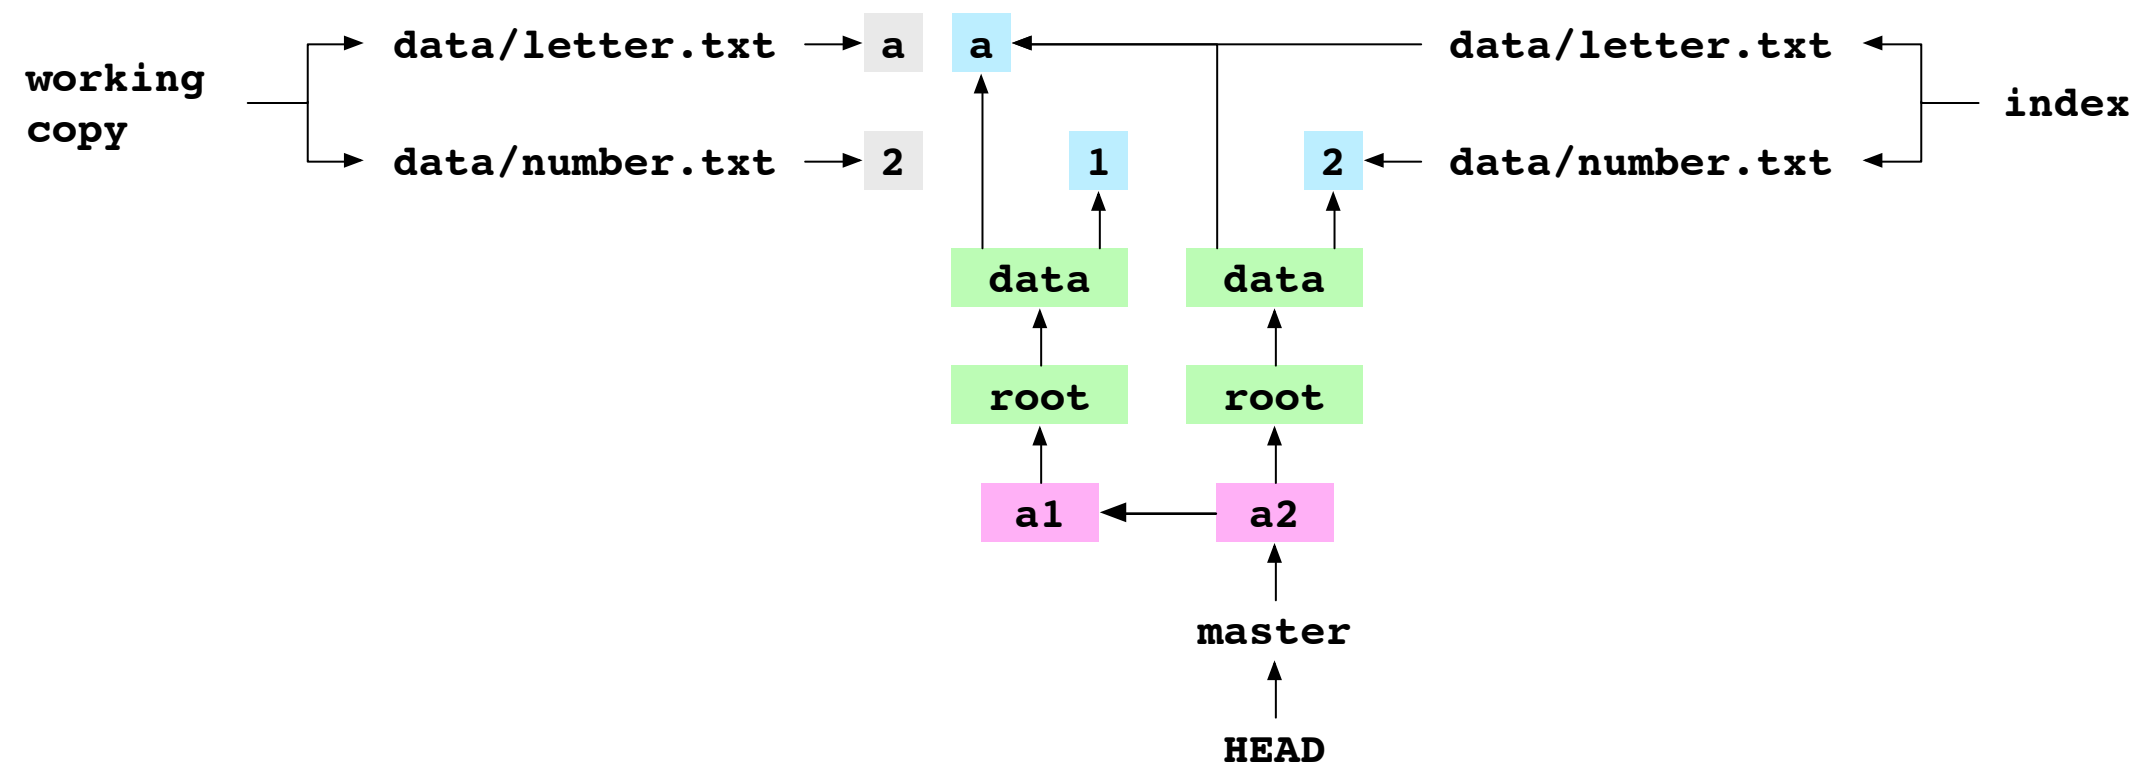 data/letter.txt a a data/letter.txt
working
copy
index
data/number.txt 2 1 2 data/number.txt
data data
root root
a1 a2
master
HEAD